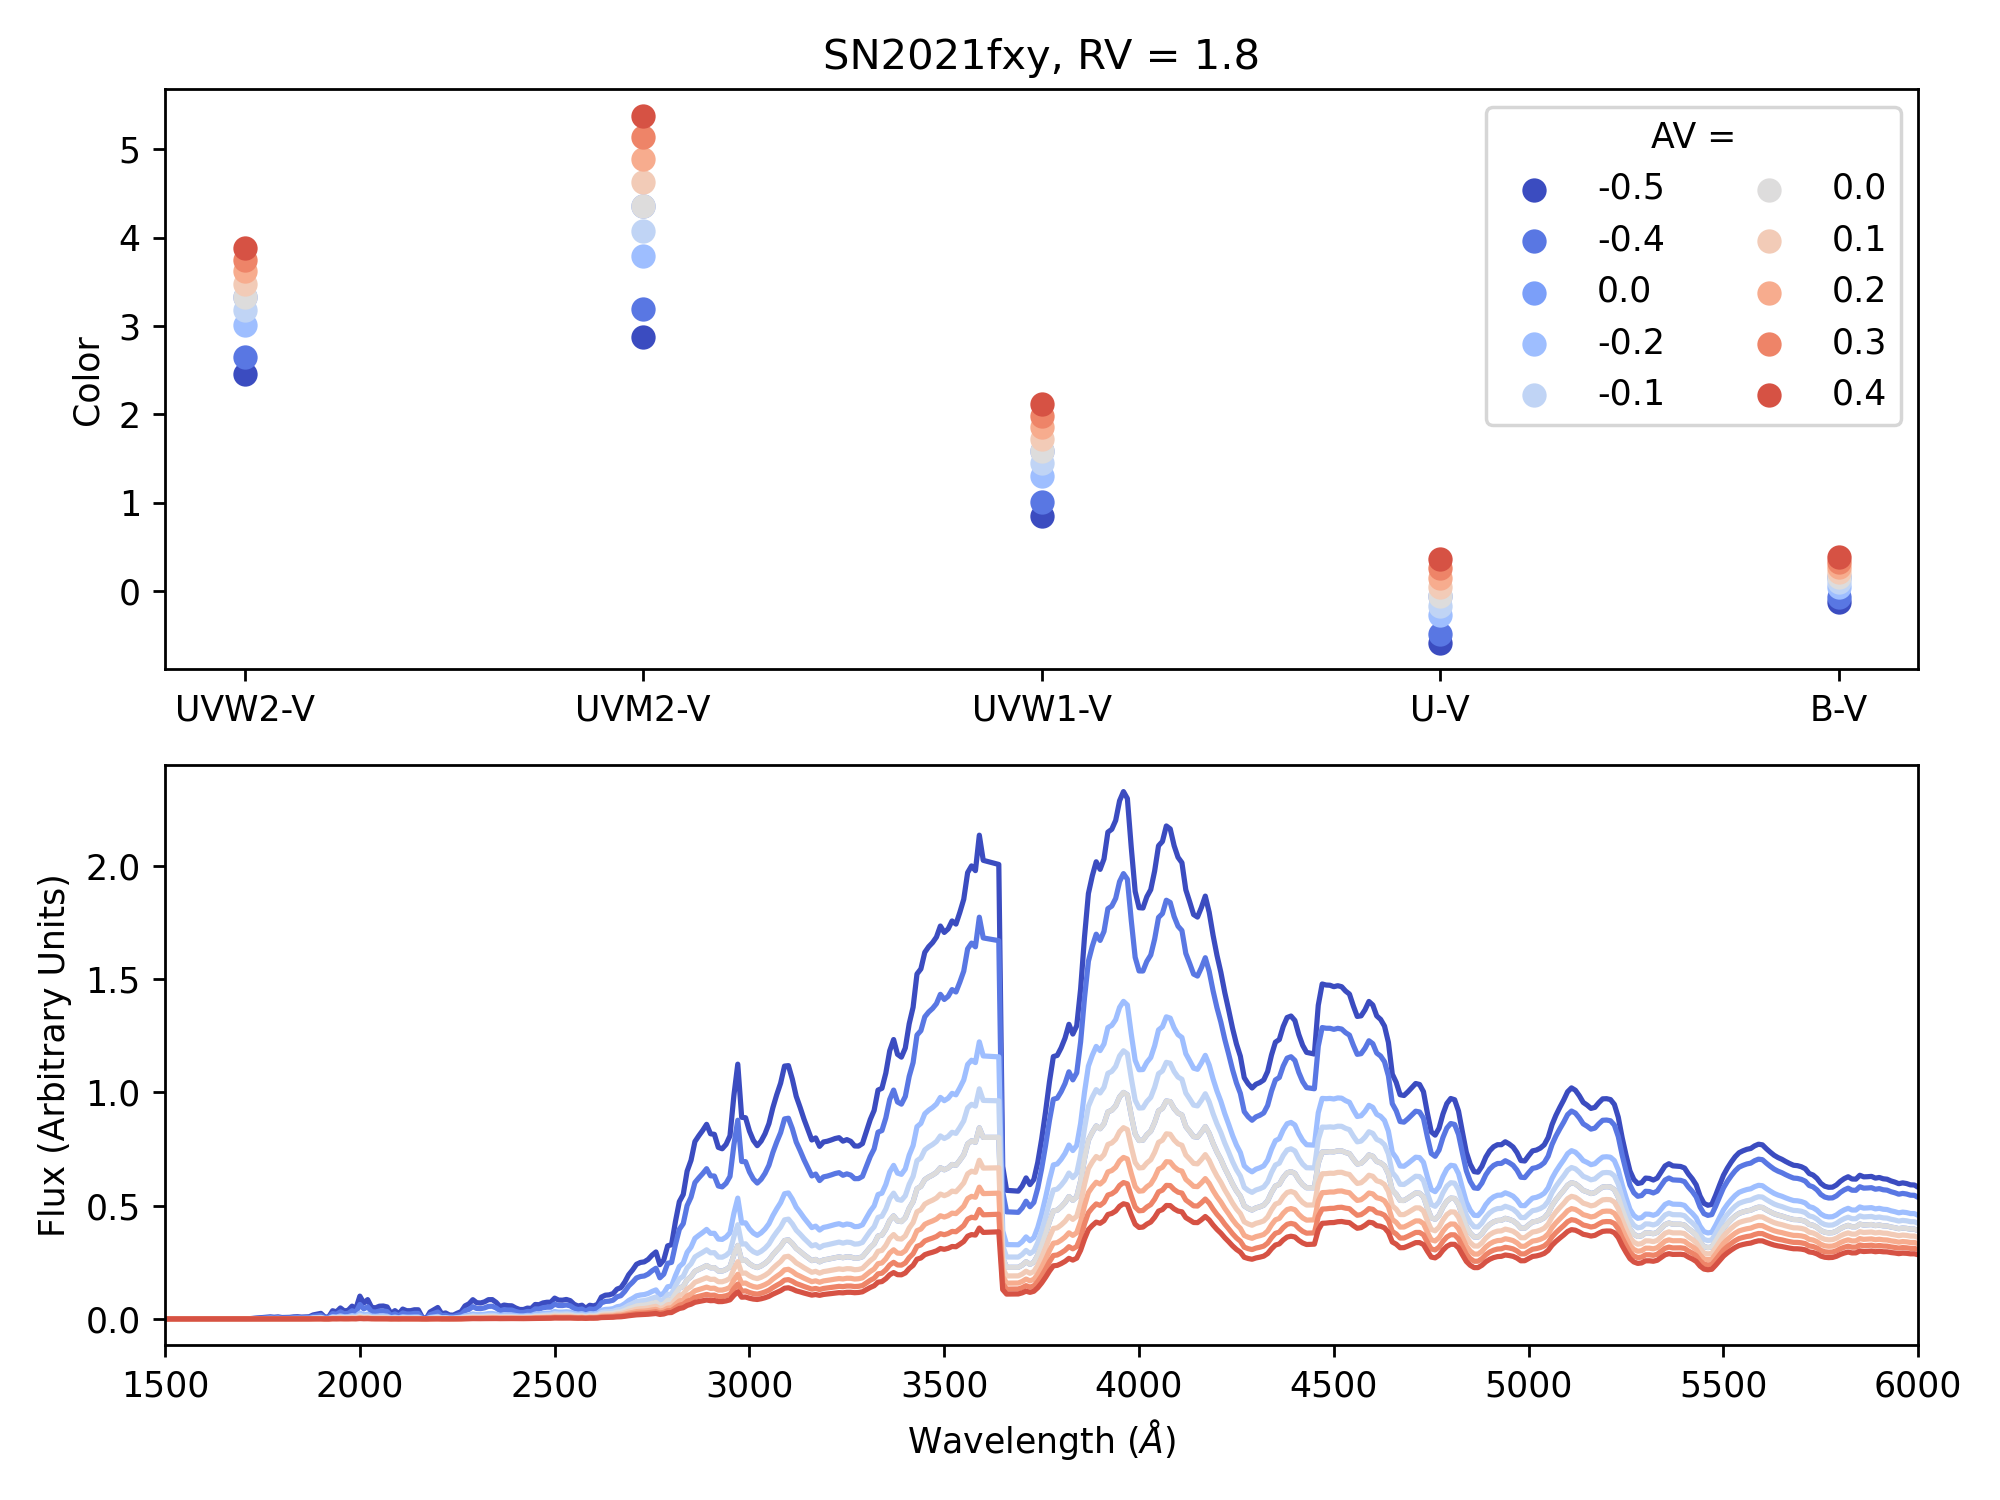 SN2021fxy, RV = 1.8
Color
5
4
3
2
1
0
AV =
-0.5 0.0
-0.4 0.1
0.0 0.2
-0.2 0.3
-0.1 0.4
UVW2-V UVM2-V UVW1-V U-V B-V
Flux (Arbitrary Units)
2.0
1.5
1.0
0.5
0.0
1500 2000 2500 3000 3500 4000 4500 5000 5500 6000
Wavelength (Å)